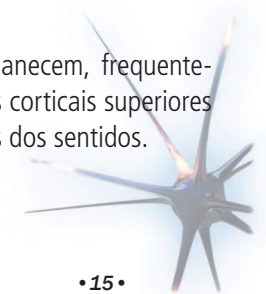 anecem, frequente-
s corticais superiores
s dos sentidos.
•15•